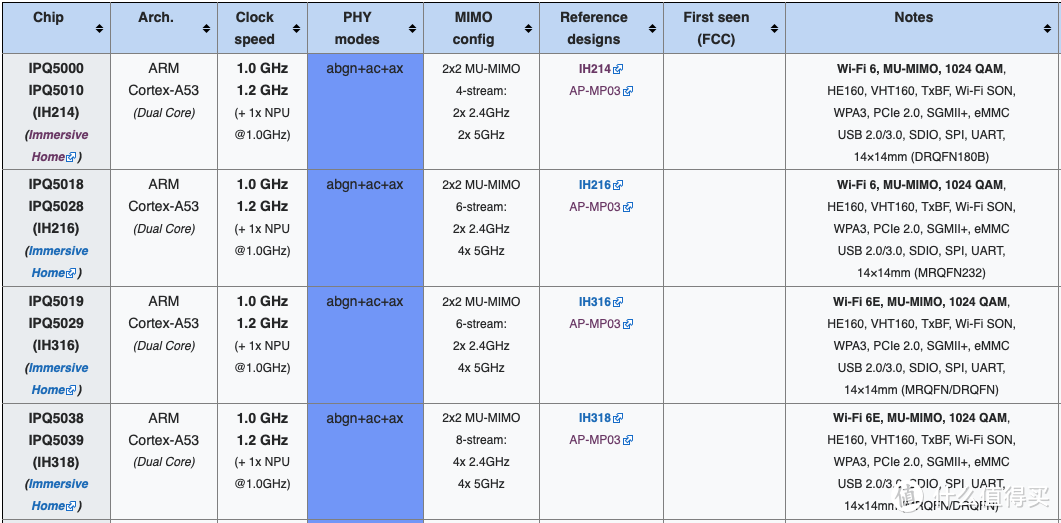 Chip Arch. Clock speed PHY modes MIMO config Reference designs First seen (FCC) Notes
IPQ5000 ARM 1.0 GHz abgn+ac+ax 2x2 MU-MIMO IH214 Wi-Fi 6, MU-MIMO, 1024 QAM,
IPQ5010 Cortex-A53 1.2 GHz 4-stream: AP-MP03 HE160, VHT160, TxBF, Wi-Fi SON,
(IH214) (Dual Core) (+ 1x NPU 2x 2.4GHz WPA3, PCIe 2.0, SGMII+, eMMC
(Immersive @1.0GHz) 2x 5GHz USB 2.0/3.0, SDIO, SPI, UART,
Home) 14×14mm (DRQFN180B)
IPQ5018 ARM 1.0 GHz abgn+ac+ax 2x2 MU-MIMO IH216 Wi-Fi 6, MU-MIMO, 1024 QAM,
IPQ5028 Cortex-A53 1.2 GHz 6-stream: AP-MP03 HE160, VHT160, TxBF, Wi-Fi SON,
(IH216) (Dual Core) (+ 1x NPU 2x 2.4GHz WPA3, PCIe 2.0, SGMII+, eMMC
(Immersive @1.0GHz) 4x 5GHz USB 2.0/3.0, SDIO, SPI, UART,
Home) 14×14mm (MRQFN232)
IPQ5019 ARM 1.0 GHz abgn+ac+ax 2x2 MU-MIMO IH316 Wi-Fi 6E, MU-MIMO, 1024 QAM,
IPQ5029 Cortex-A53 1.2 GHz 6-stream: AP-MP03 HE160, VHT160, TxBF, Wi-Fi SON,
(IH316) (Dual Core) (+ 1x NPU 2x 2.4GHz WPA3, PCIe 2.0, SGMII+, eMMC
(Immersive @1.0GHz) 4x 5GHz USB 2.0/3.0, SDIO, SPI, UART,
Home) 14×14mm (MRQFN/DRQFN)
IPQ5038 ARM 1.0 GHz abgn+ac+ax 2x2 MU-MIMO IH318 Wi-Fi 6E, MU-MIMO, 1024 QAM,
IPQ5039 Cortex-A53 1.2 GHz 8-stream: AP-MP03 HE160, VHT160, TxBF, Wi-Fi SON,
(IH318) (Dual Core) (+ 1x NPU 4x 2.4GHz WPA3, PCIe 2.0, SGMII+, eMMC
(Immersive @1.0GHz) 4x 5GHz USB 2.0/3.0, SDIO, SPI, UART,
Home) 14×14mm (MRQFN/DRQFN)
值 什么值得买